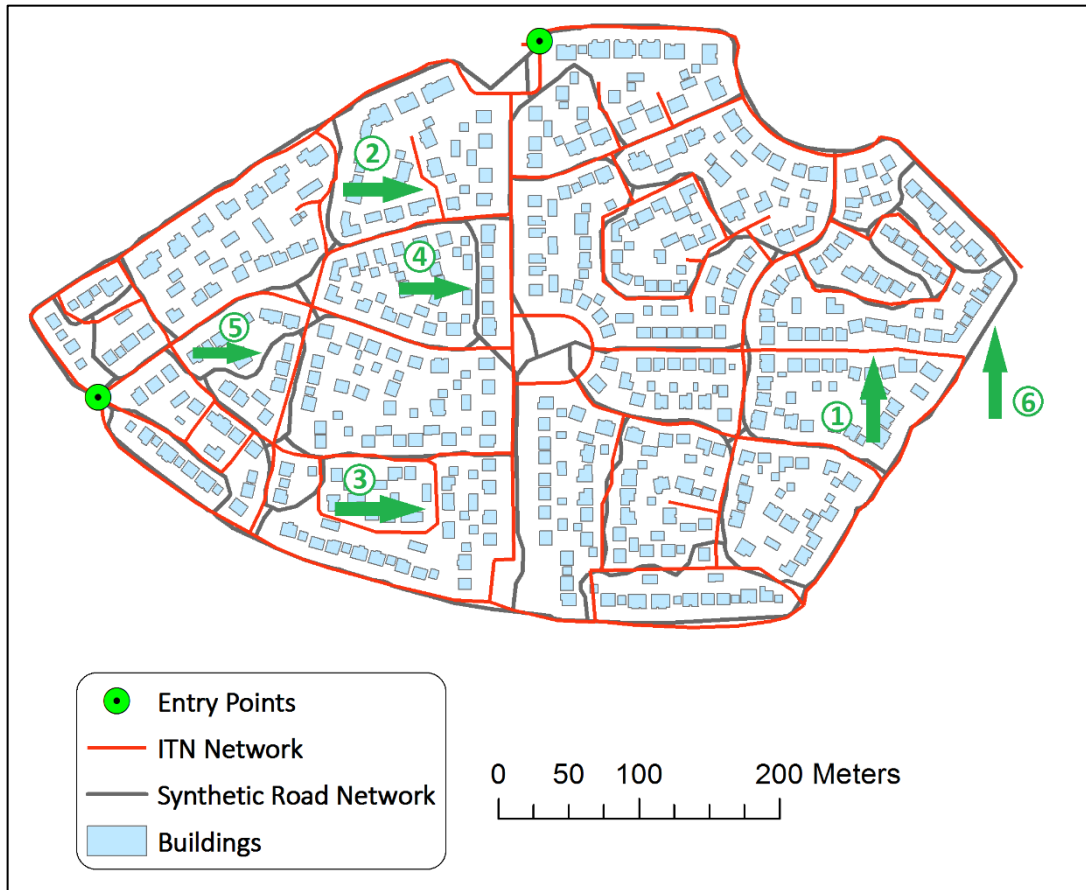 ②
④
⑤
①
⑥
③
Entry Points
ITN Network
Synthetic Road Network
Buildings
0 50 100 200 Meters